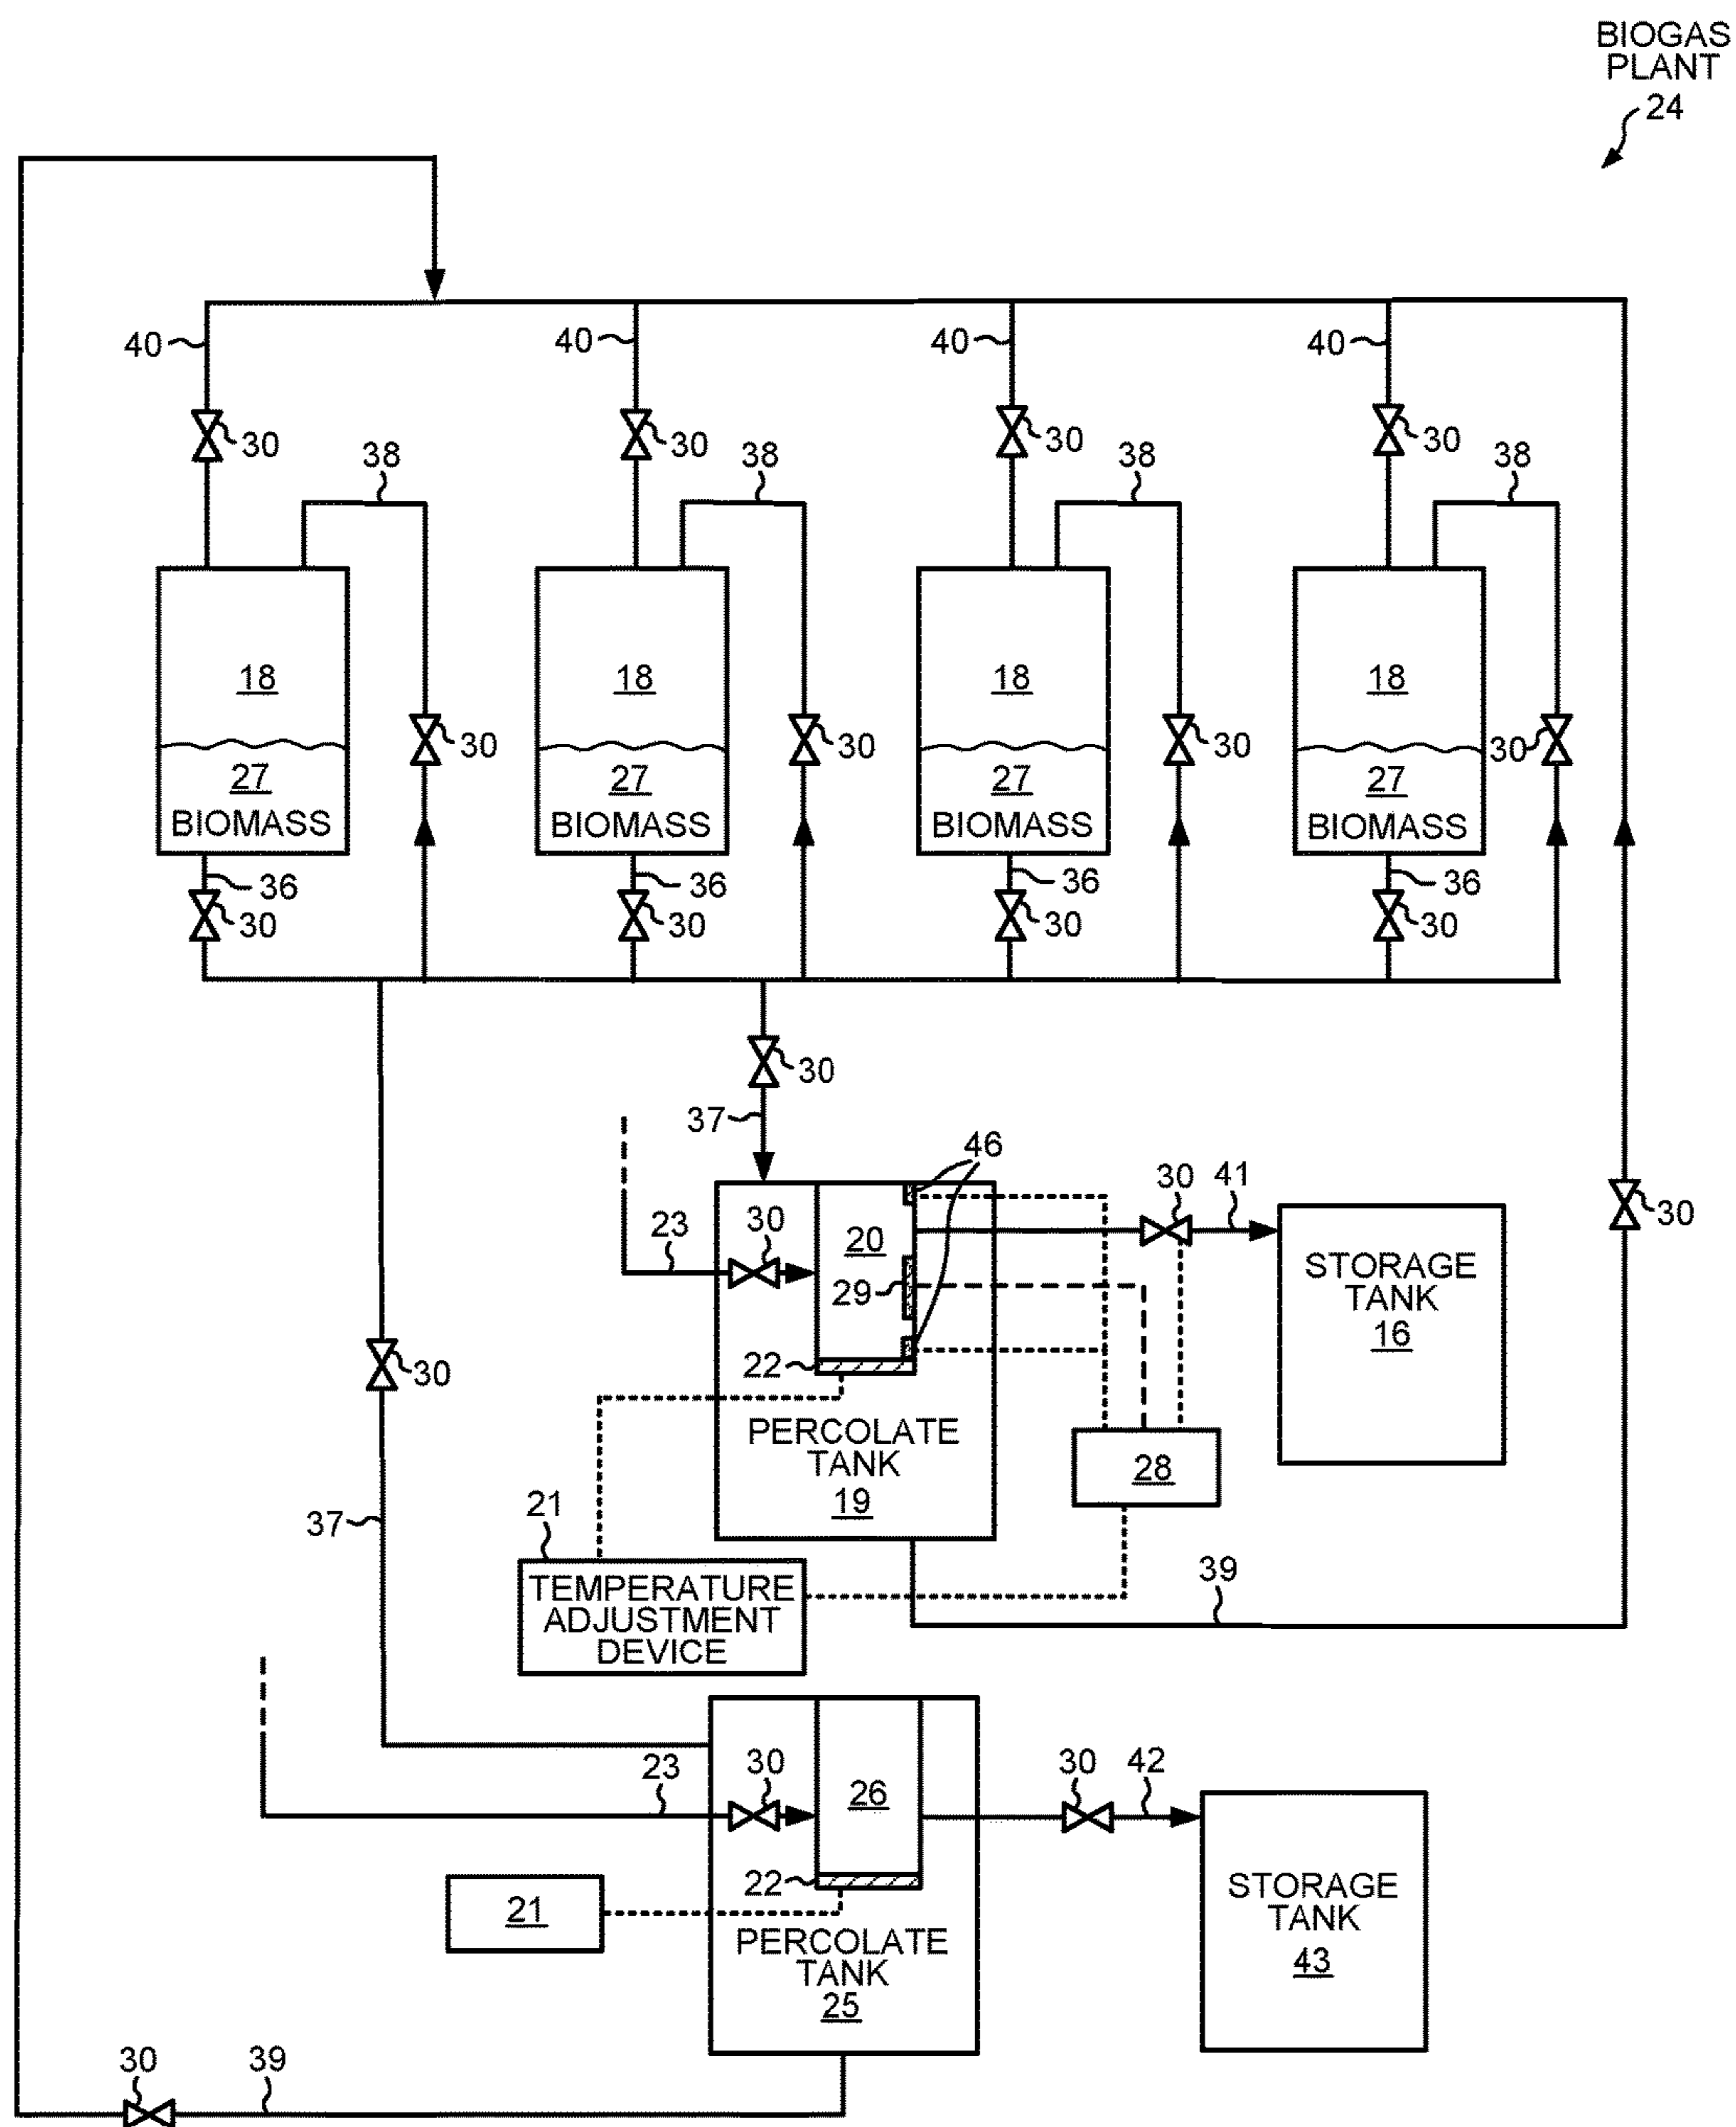 BIOGAS
PLANT
24
40 40 40 40
30 30 30 30
38 38 38 38
18 18 18 18
30 30 30 30
27 27 27 27
BIOMASS BIOMASS BIOMASS BIOMASS
36 36 36 36
30 30 30 30
30
37
46
30 41
23 30 20
30
STORAGE
TANK
16
29
30
22
PERCOLATE
TANK
19
28
37
21
TEMPERATURE
ADJUSTMENT
DEVICE
39
23 30 26 30 42
22
21
STORAGE
TANK
43
PERCOLATE
TANK
25
30 39